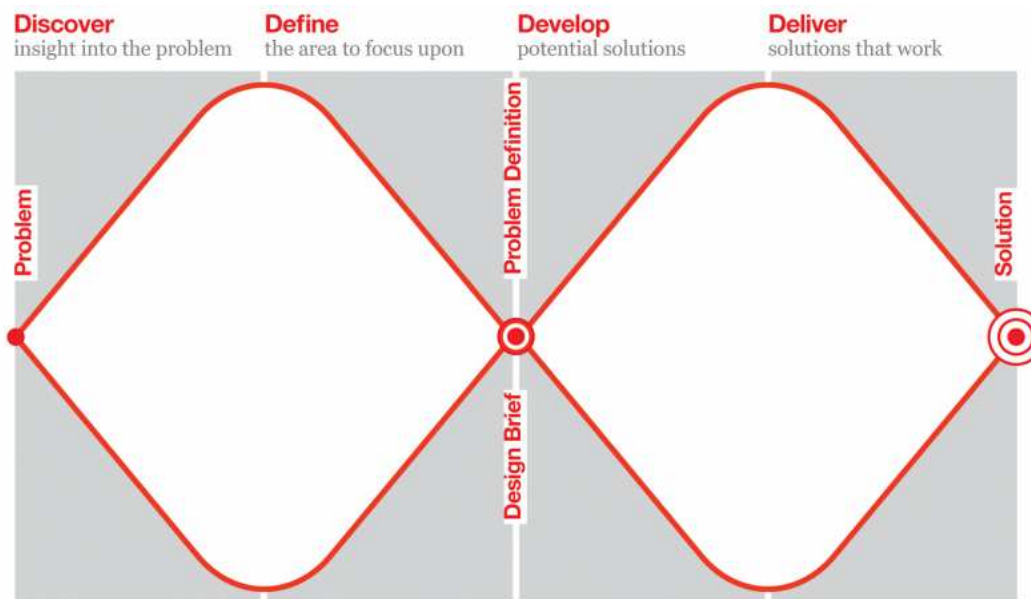 Discover
insight into the problem
Define
the area to focus upon
Develop
potential solutions
Deliver
solutions that work
Problem
Problem Definition
Design Brief
Solution